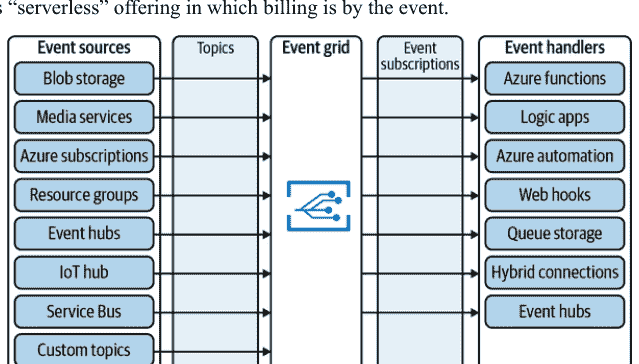 s “serverless” offering in which billing is by the event.
Event sources
Topics
Event grid
Event
subscriptions
Event handlers
Blob storage
Azure functions
Media services
Logic apps
Azure subscriptions
Azure automation
Resource groups
Web hooks
Event hubs
Queue storage
IoT hub
Hybrid connections
Service Bus
Event hubs
Custom topics